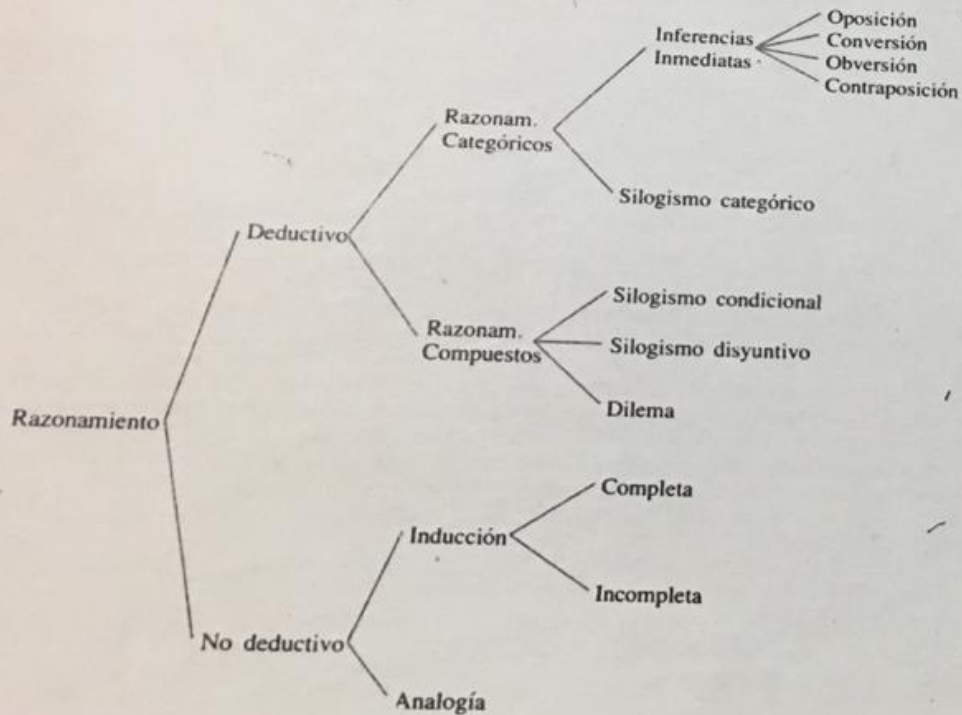 Oposición
Inferencias
Conversión
Inmediatas
Obversión
Contraposición
Razonam.
Categóricos
Silogismo categórico
Deductivo
Silogismo condicional
Razonam.
Compuestos
Silogismo disyuntivo
Dilema
Razonamiento
Completa
Inducción
Incompleta
No deductivo
Analogía